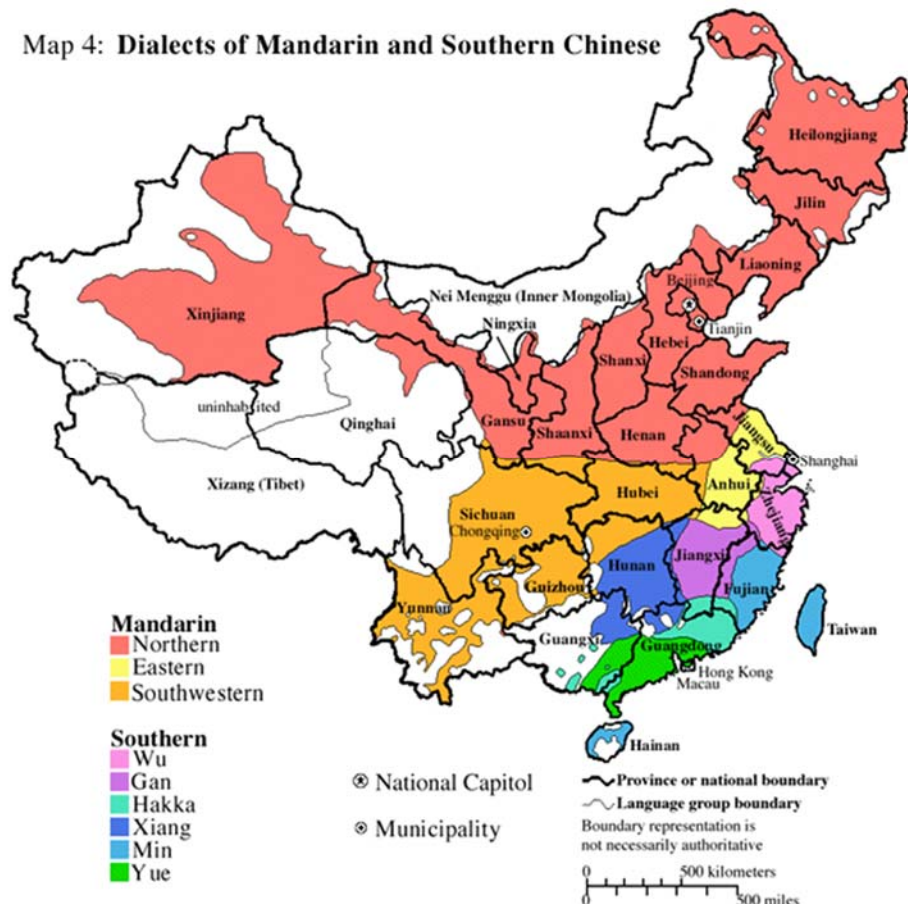 Map 4: Dialects of Mandarin and Southern Chinese
Heilongjiang
Jilin
Liaoning
Xinjiang
Nei Menggu (Inner Mongolia)
Beijing
Ningxia
Tianjin
Hebei
Shanxi
Shandong
uninhabited
Qinghai
Gansu
Shaanxi
Henan
Jiangsu
Shanghai
Xizang (Tibet)
Anhui
Hubei
Sichuan
Chongqing
Zhejiang
Hunan
Jiangxi
Guizhou
Fujian
Yunnan
Guangxi
Guangdong
Taiwan
Hong Kong
Macau
Hainan
Mandarin
Northern
Eastern
Southwestern
Southern
Wu
Gan
Hakka
Xiang
Min
Yue
National Capitol
Municipality
Province or national boundary
Language group boundary
Boundary representation is
not necessarily authoritative
0 500 kilometers
0 500 miles